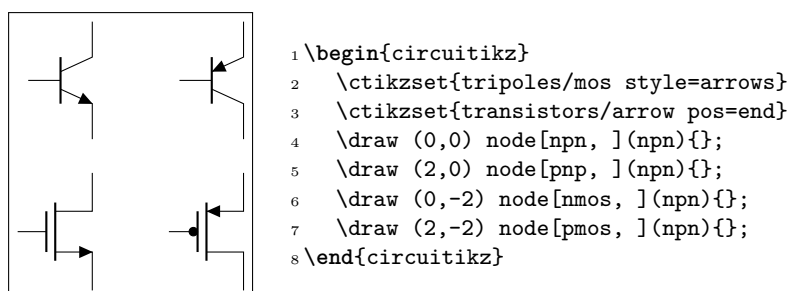 1 \begin{circuitikz}
2 \ctikzset{tripoles/mos style=arrows}
3 \ctikzset{transistors/arrow pos=end}
4 \draw (0,0) node[npn, ](npn){};
5 \draw (2,0) node[pnp, ](npn){};
6 \draw (0,-2) node[nmos, ](npn){};
7 \draw (2,-2) node[pmos, ](npn){};
8 \end{circuitikz}